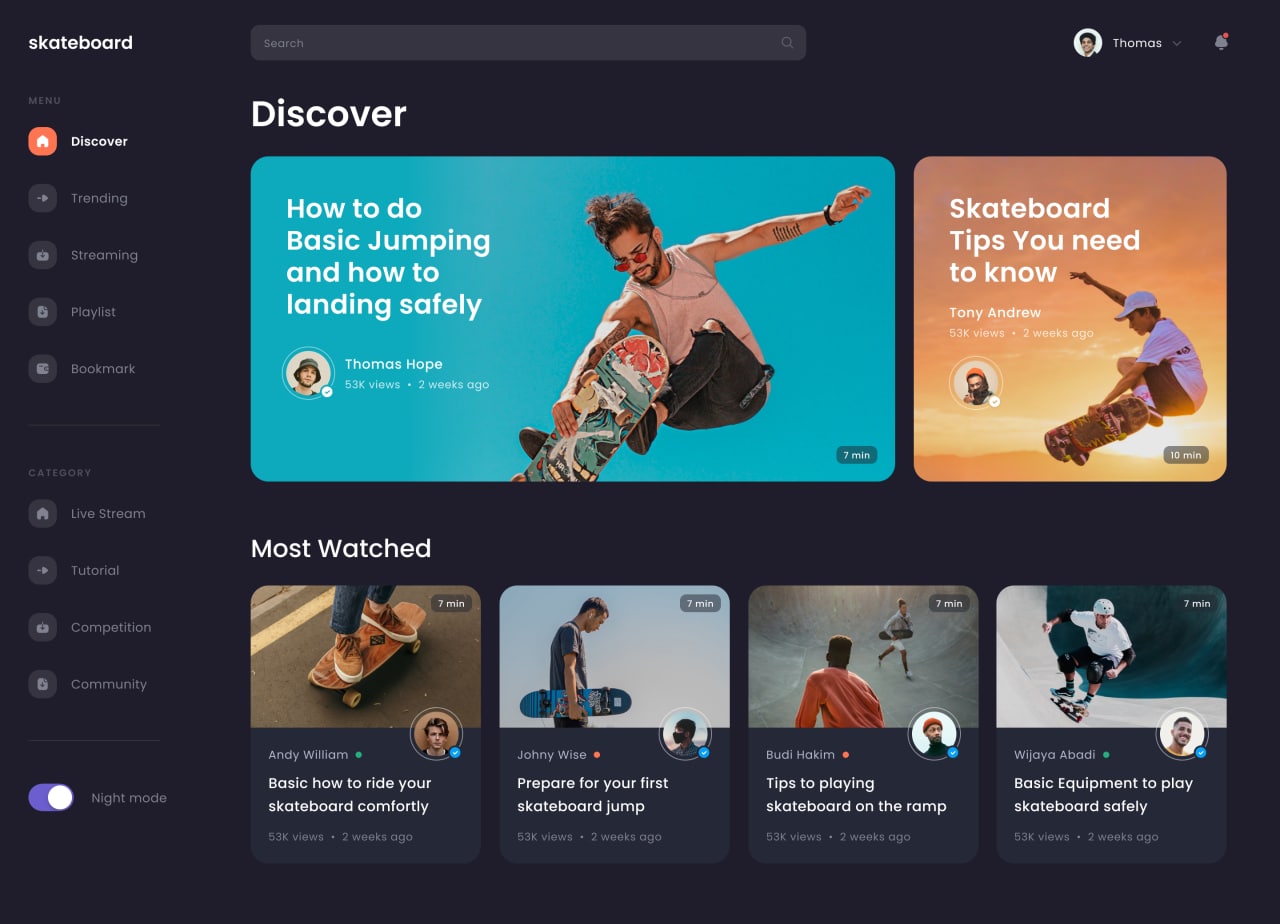 skateboard
Search
Thomas
MENU
Discover
Trending
Streaming
Playlist
Bookmark
CATEGORY
Live Stream
Tutorial
Competition
Community
Night mode
Discover
How to do
Basic Jumping
and how to
landing safely
Thomas Hope
53K views • 2 weeks ago
7 min
Skateboard
Tips You need
to know
Tony Andrew
53K views • 2 weeks ago
10 min
Most Watched
7 min
Andy William
Basic how to ride your
skateboard comfortly
53K views • 2 weeks ago
7 min
Johny Wise
Prepare for your first
skateboard jump
53K views • 2 weeks ago
7 min
Budi Hakim
Tips to playing
skateboard on the ramp
53K views • 2 weeks ago
7 min
Wijaya Abadi
Basic Equipment to play
skateboard safely
53K views • 2 weeks ago